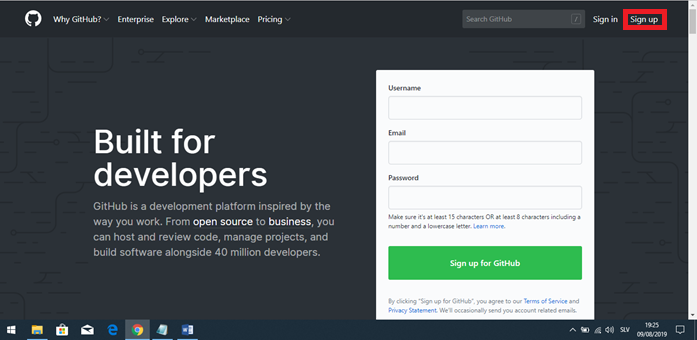 Why GitHub? Enterprise Explore Marketplace Pricing Search GitHub / Sign in Sign up
Built for
developers
GitHub is a development platform inspired by the
way you work. From open source to business, you
can host and review code, manage projects, and
build software alongside 40 million developers.
Username
Email
Password
Make sure it's at least 15 characters OR at least 8 characters including a
number and a lowercase letter. Learn more.
Sign up for GitHub
By clicking "Sign up for GitHub", you agree to our Terms of Service and
Privacy Statement. We'll occasionally send you account related emails.
SLV
19:25
09/08/2019